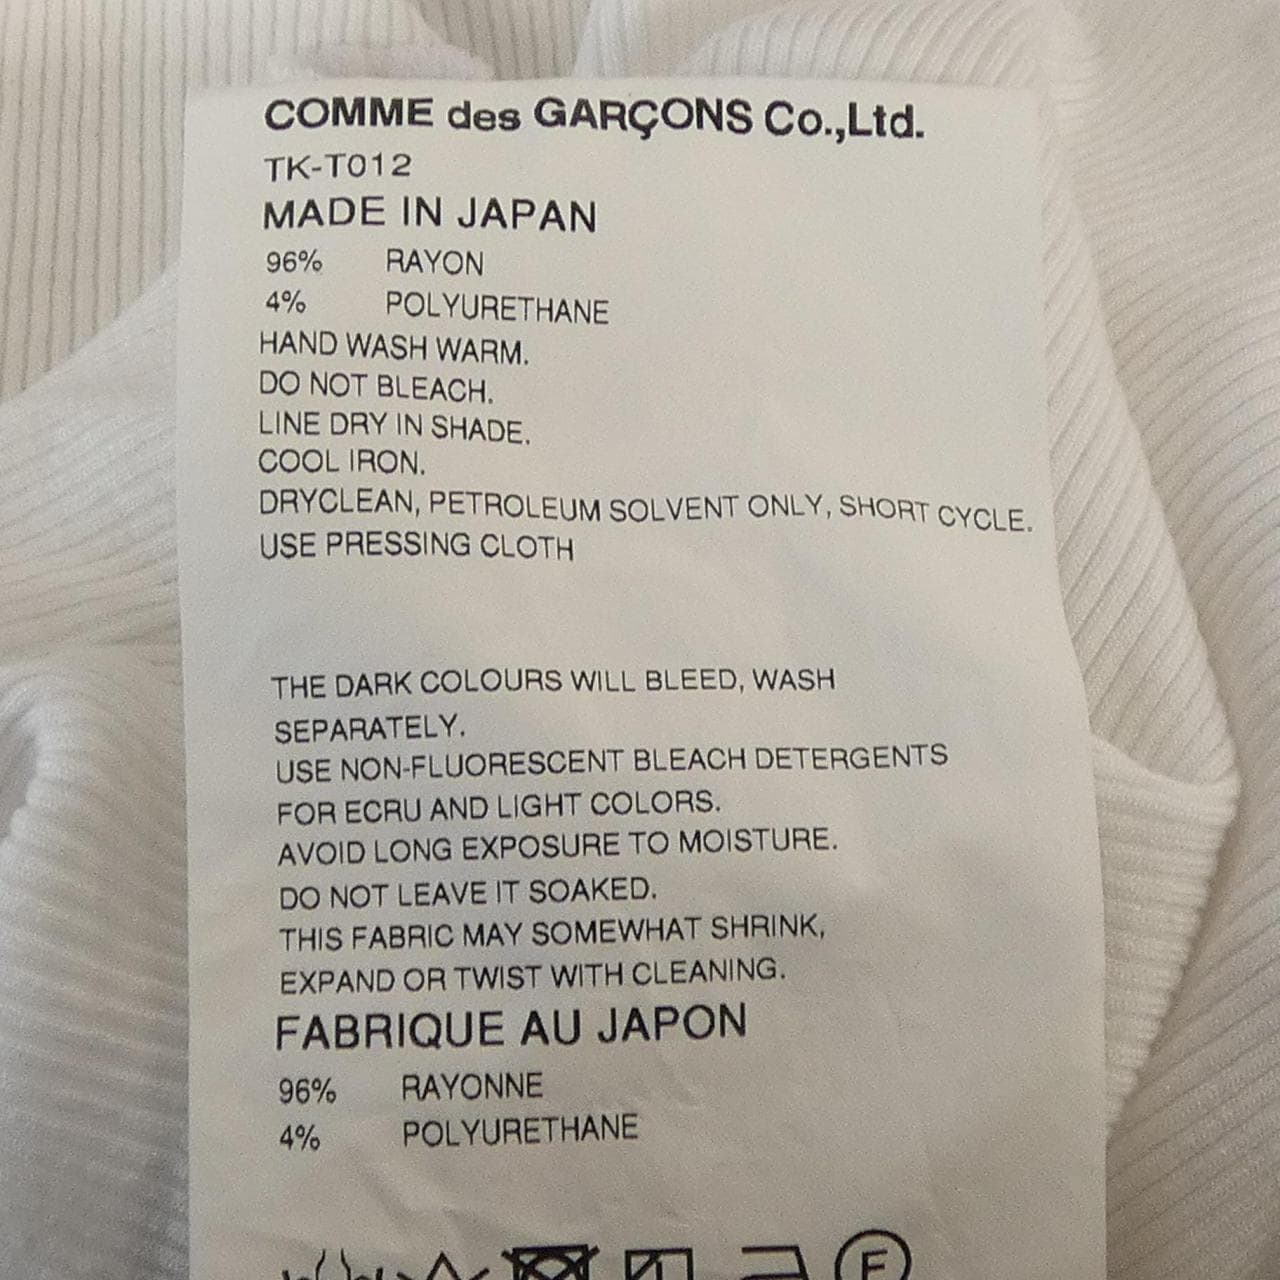 COMME des GARÇONS Co.,Ltd.
TK-T012
MADE IN JAPAN
96% RAYON
4% POLYURETHANE
HAND WASH WARM.
DO NOT BLEACH.
LINE DRY IN SHADE.
COOL IRON.
DRYCLEAN, PETROLEUM SOLVENT ONLY, SHORT CYCLE.
USE PRESSING CLOTH
THE DARK COLOURS WILL BLEED, WASH
SEPARATELY.
USE NON-FLUORESCENT BLEACH DETERGENTS
FOR ECRU AND LIGHT COLORS.
AVOID LONG EXPOSURE TO MOISTURE.
DO NOT LEAVE IT SOAKED.
THIS FABRIC MAY SOMEWHAT SHRINK,
EXPAND OR TWIST WITH CLEANING.
FABRIQUE AU JAPON
96% RAYONNE
4% POLYURETHANE
F